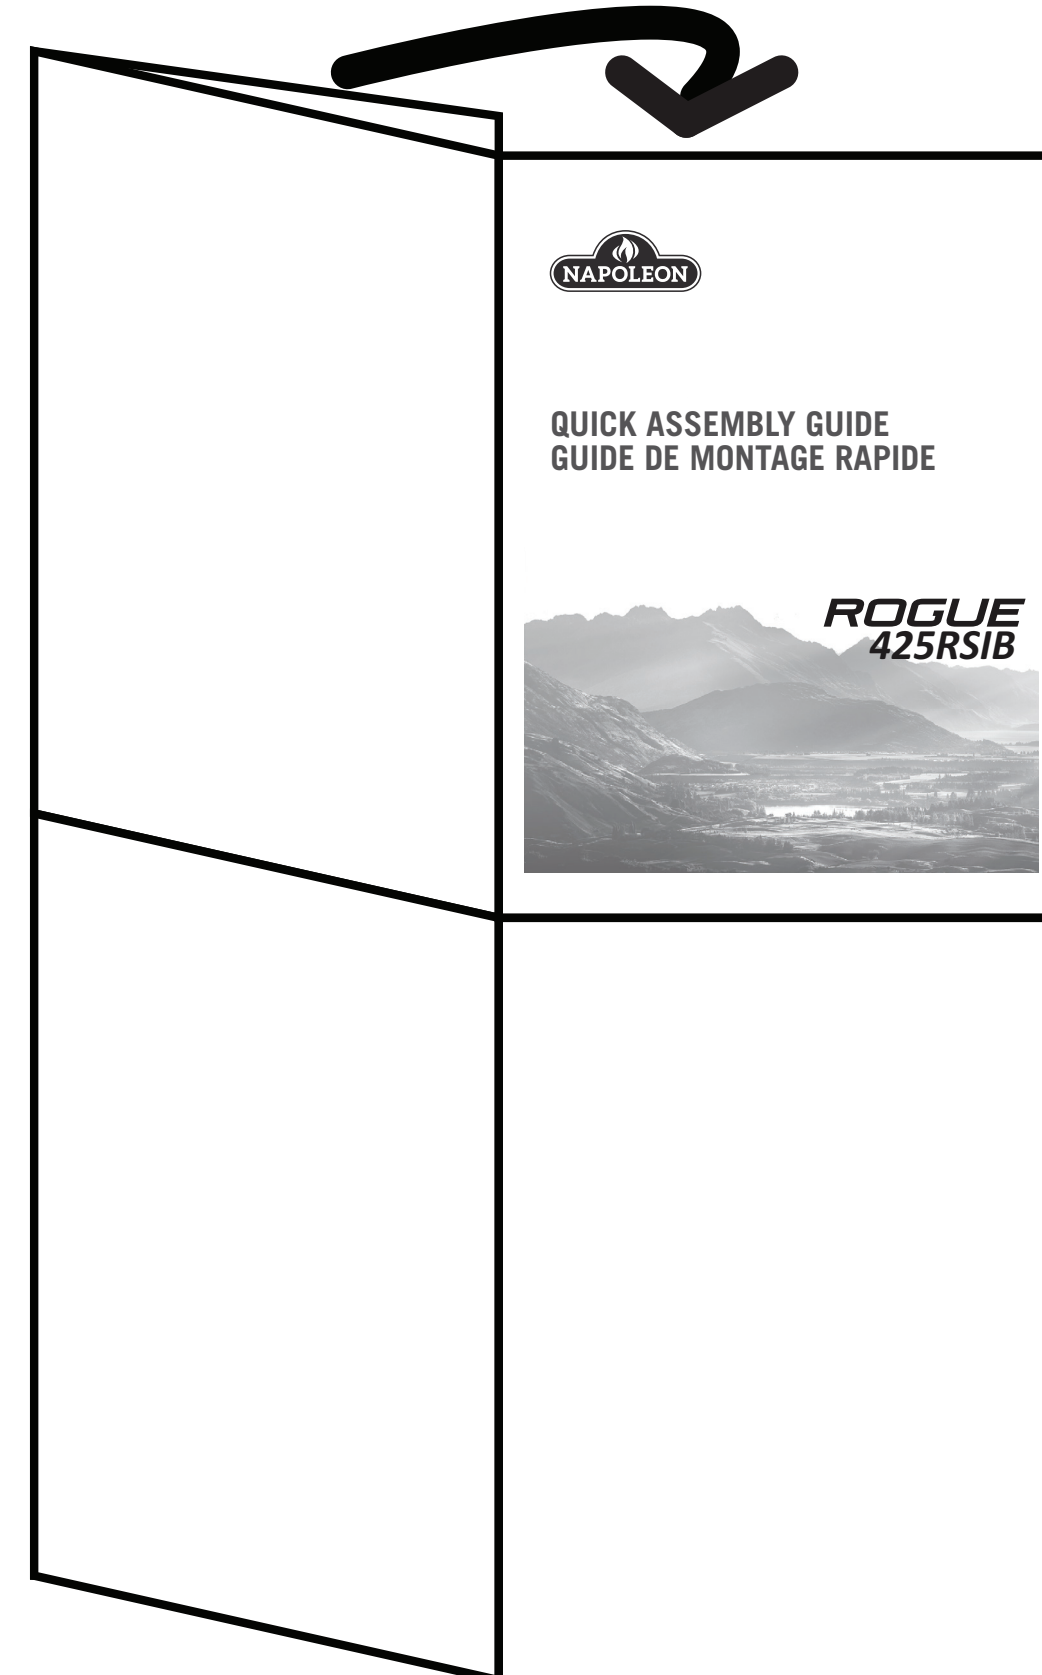 NAPOLEON
QUICK ASSEMBLY GUIDE
GUIDE DE MONTAGE RAPIDE
ROGUE
425RSIB